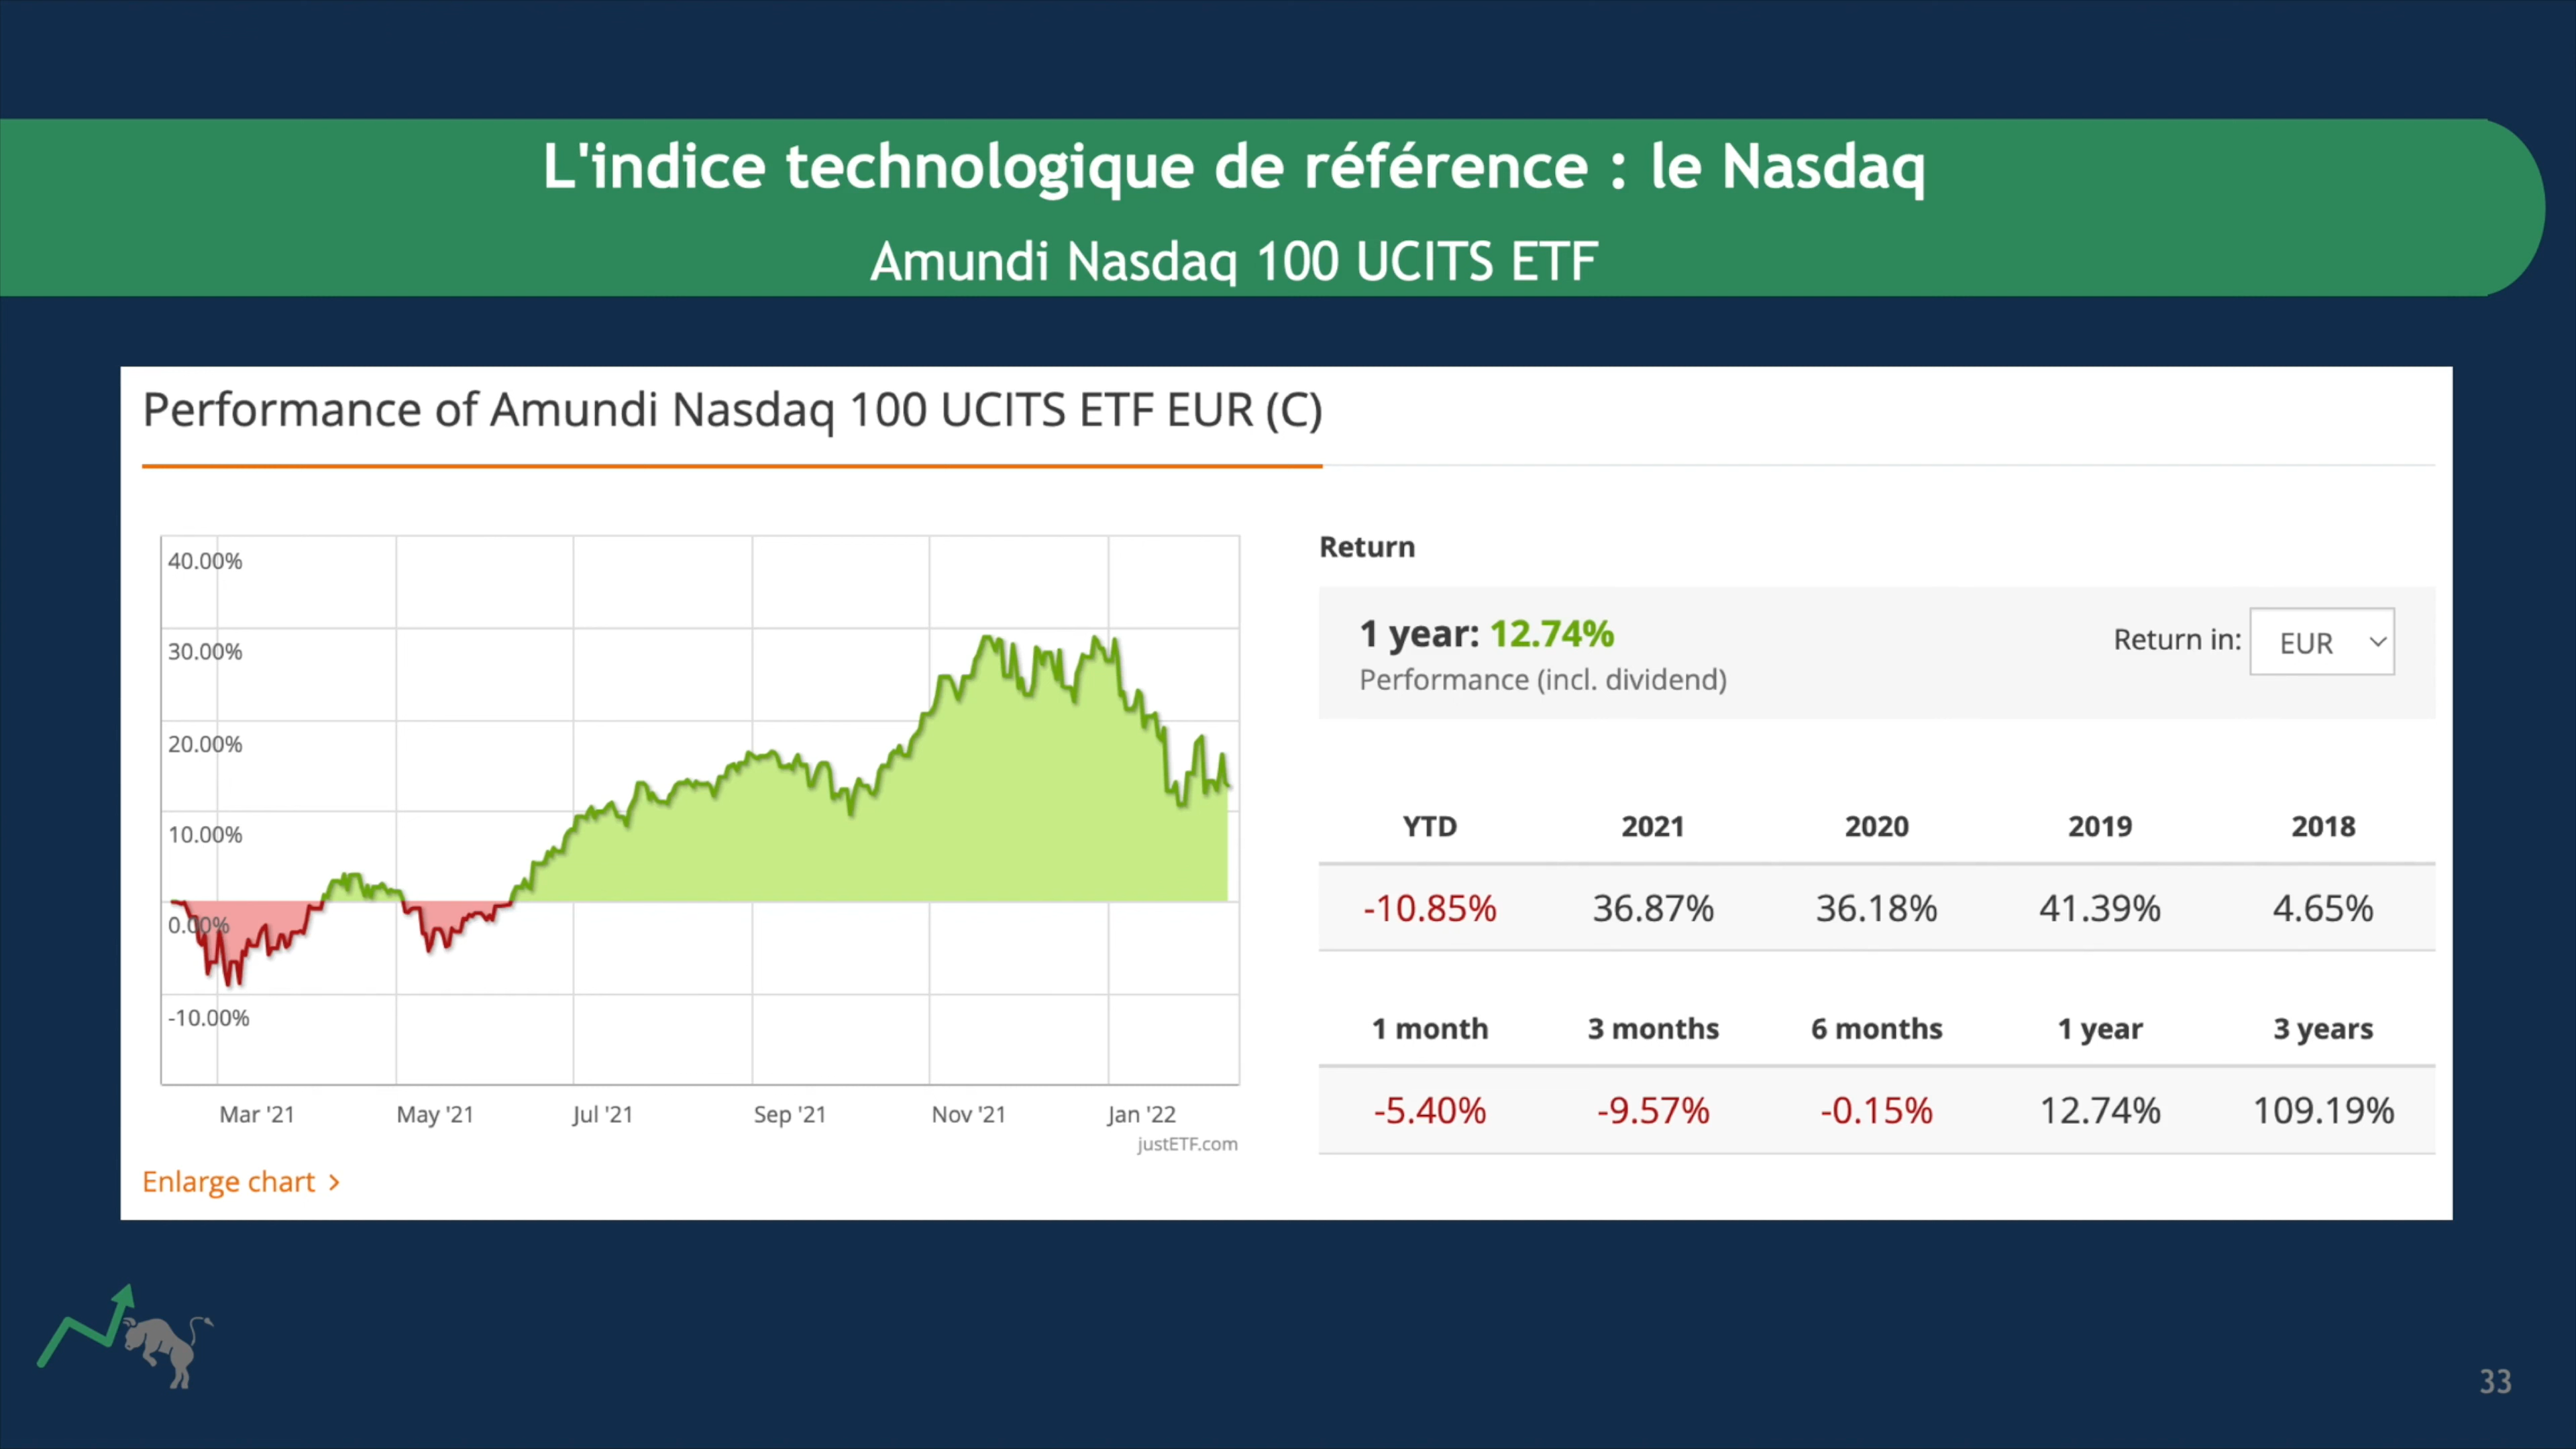 L'indice technologique de référence : le Nasdaq
Amundi Nasdaq 100 UCITS ETF
Performance of Amundi Nasdaq 100 UCITS ETF EUR (C)
40.00%
30.00%
20.00%
10.00%
0.00%
-10.00%
Mar '21 May '21 Jul '21 Sep '21 Nov '21 Jan '22
justETF.com
Enlarge chart >
Return
1 year: 12.74%
Performance (incl. dividend)
Return in: EUR
YTD 2021 2020 2019 2018
-10.85% 36.87% 36.18% 41.39% 4.65%
1 month 3 months 6 months 1 year 3 years
-5.40% -9.57% -0.15% 12.74% 109.19%
33